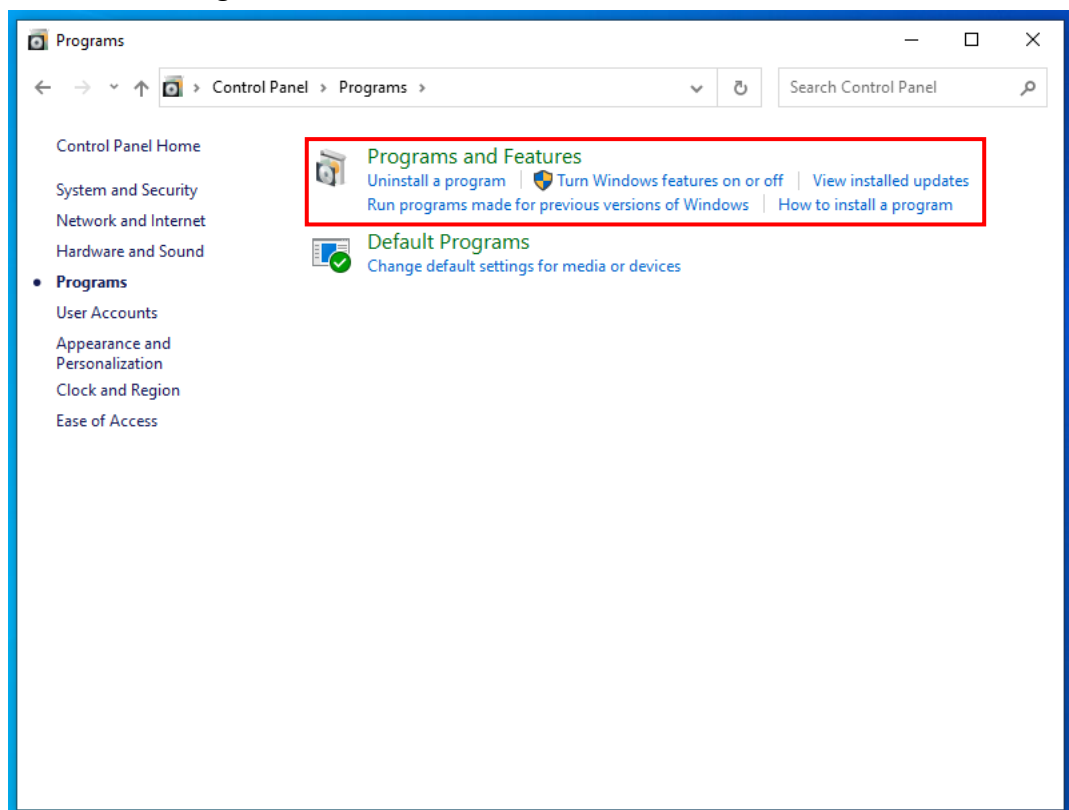 Programs
Control Panel > Programs >
Search Control Panel
Control Panel Home
System and Security
Network and Internet
Hardware and Sound
Programs
User Accounts
Appearance and
Personalization
Clock and Region
Ease of Access
Programs and Features
Uninstall a program
Turn Windows features on or off
View installed updates
Run programs made for previous versions of Windows
How to install a program
Default Programs
Change default settings for media or devices